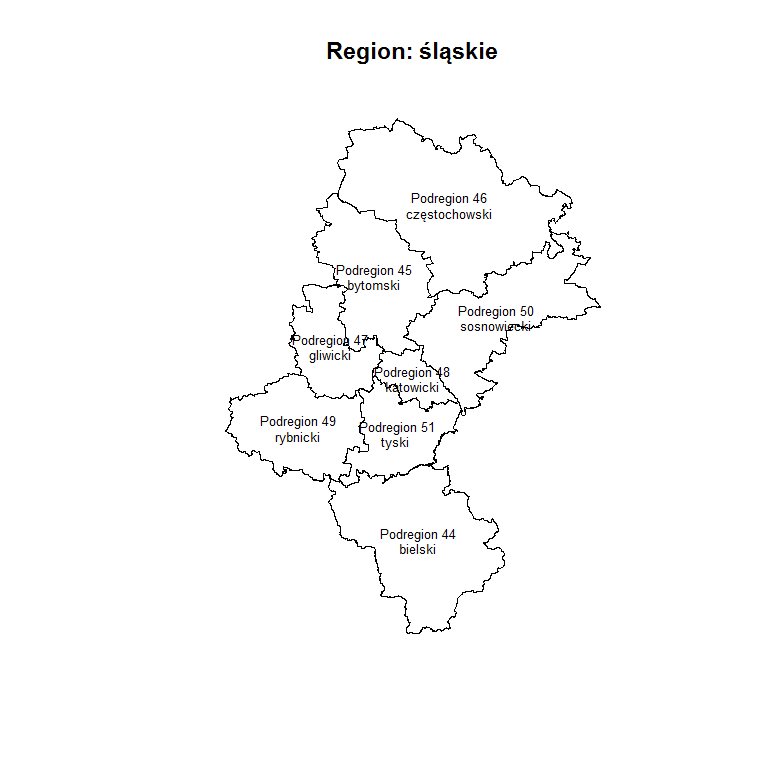 Region: śląskie
Podregion 46
częstochowski
Podregion 45
bytomski
Podregion 50
sosnowiecki
Podregion 47
gliwicki
Podregion 48
katowicki
Podregion 49
rybnicki
Podregion 51
tyski
Podregion 44
bielski